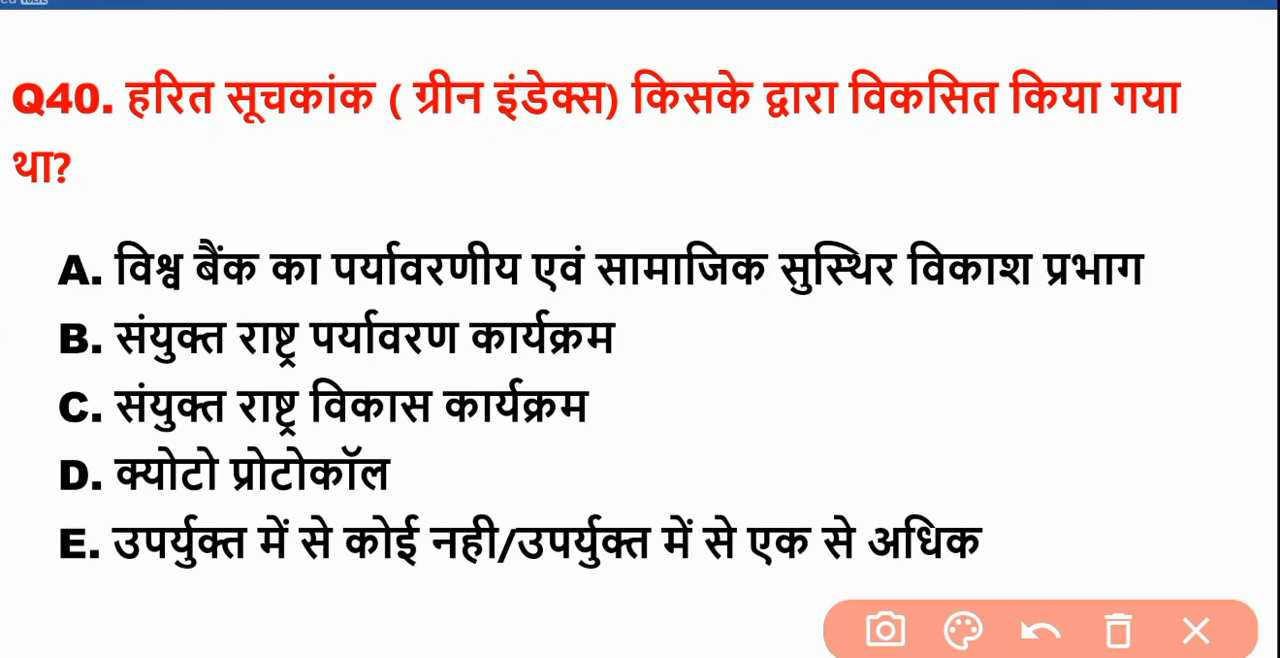 Q40. हरित सूचकांक ( ग्रीन इंडेक्स) किसके द्वारा विकसित किया गया
था?
A. विश्व बैंक का पर्यावरणीय एवं सामाजिक सुस्थिर विकाश प्रभाग
B. संयुक्त राष्ट्र पर्यावरण कार्यक्रम
C. संयुक्त राष्ट्र विकास कार्यक्रम
D. क्योटो प्रोटोकॉल
E. उपर्युक्त में से कोई नही/उपर्युक्त में से एक से अधिक